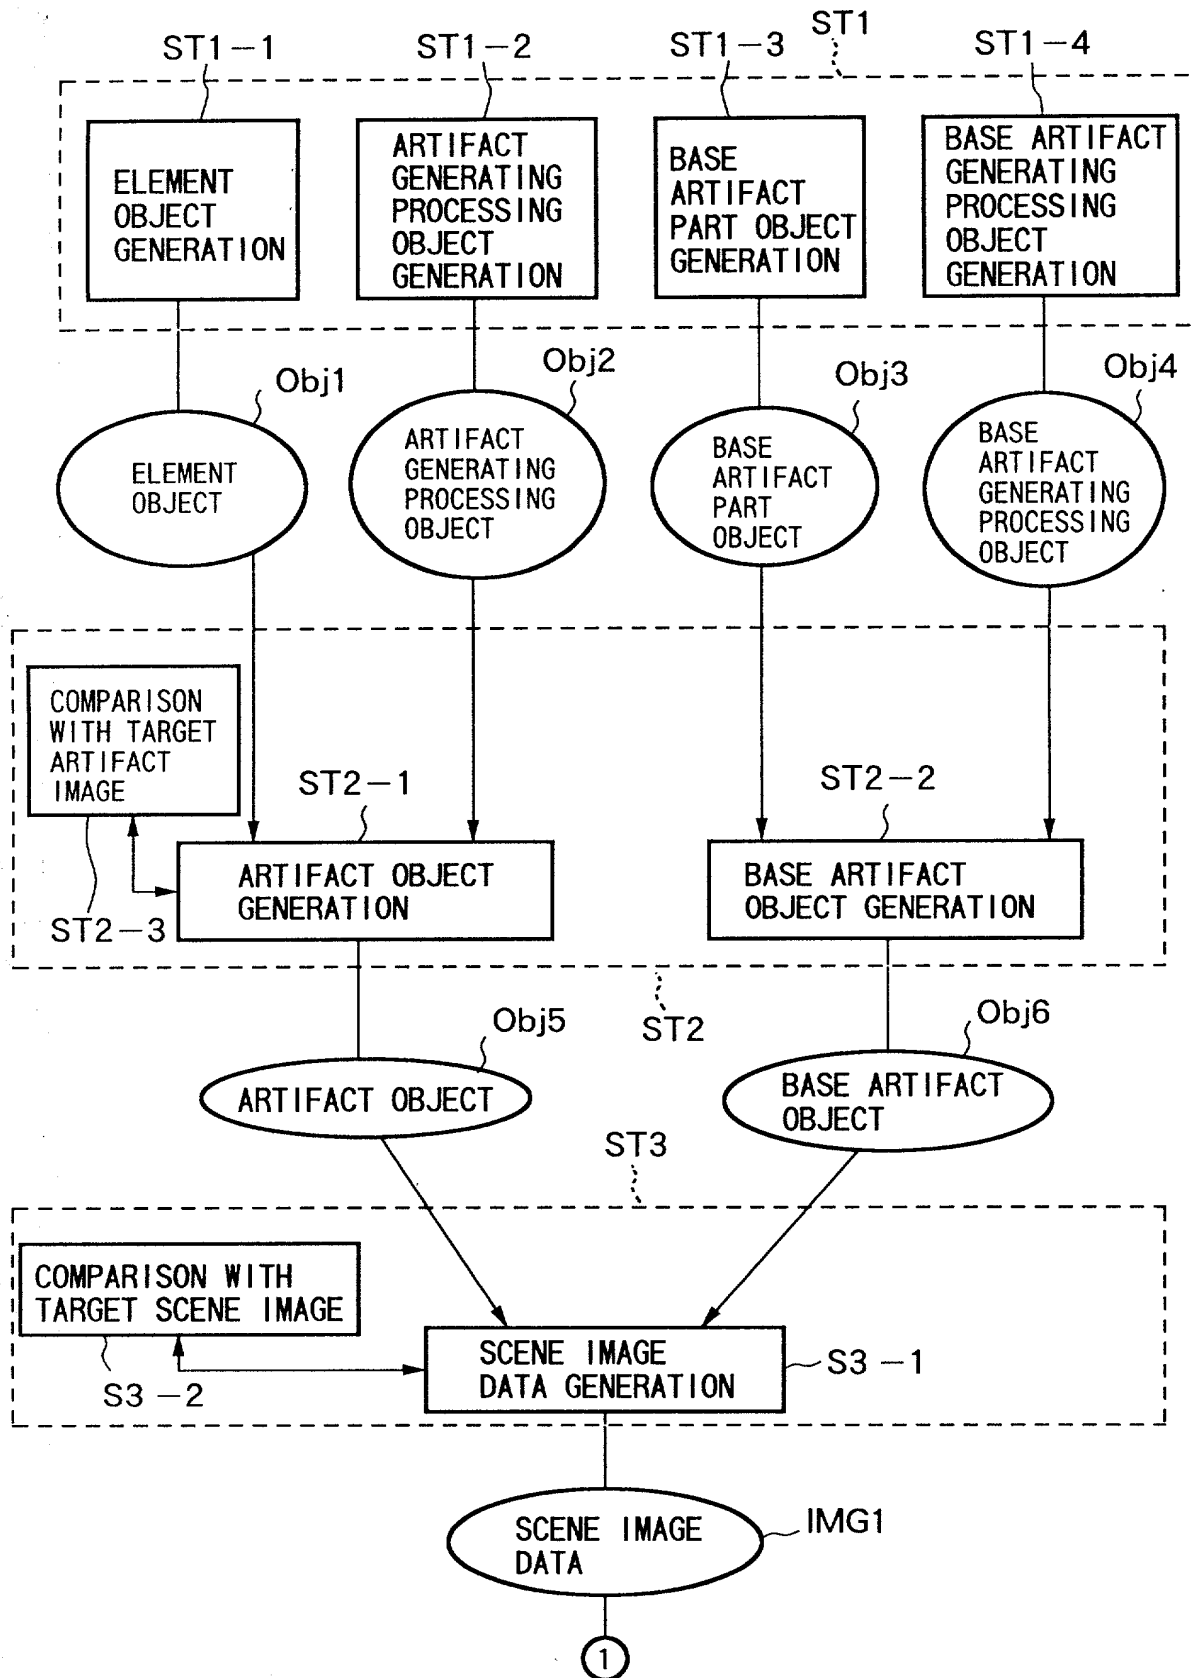 ST1
ST1-1
ST1-2
ST1-3
ST1-4
ELEMENT
OBJECT
GENERATION
ARTIFACT
GENERATING
PROCESSING
OBJECT
GENERATION
BASE
ARTIFACT
PART OBJECT
GENERATION
BASE ARTIFACT
GENERATING
PROCESSING
OBJECT
GENERATION
Obj1
Obj2
Obj3
Obj4
ELEMENT
OBJECT
ARTIFACT
GENERATING
PROCESSING
OBJECT
BASE
ARTIFACT
PART
OBJECT
BASE
ARTIFACT
GENERATING
PROCESSING
OBJECT
COMPARISON
WITH TARGET
ARTIFACT
IMAGE
ST2-1
ST2-2
ARTIFACT OBJECT
GENERATION
BASE ARTIFACT
OBJECT GENERATION
ST2-3
ST2
Obj5
Obj6
ARTIFACT OBJECT
BASE ARTIFACT
OBJECT
ST3
COMPARISON WITH
TARGET SCENE IMAGE
SCENE IMAGE
DATA GENERATION
S3-1
S3-2
SCENE IMAGE
DATA
IMG1
1